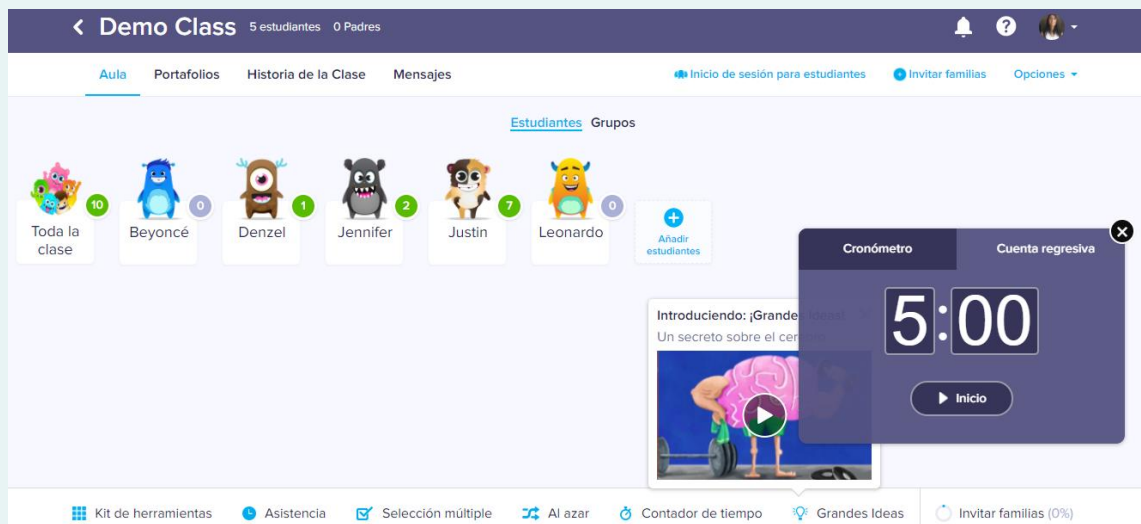 Demo Class 5 estudiantes 0 Padres
Aula Portafolios Historia de la Clase Mensajes Inicio de sesión para estudiantes Invitar familias Opciones
Estudiantes Grupos
10 0 1 2 7 0
Toda la clase
Beyoncé
Denzel
Jennifer
Justin
Leonardo
Añadir
estudiantes
Cronómetro Cuenta regresiva
5:00
Inicio
Introduciendo: ¡Grandes
Un secreto sobre el
Kit de herramientas Asistencia Selección múltiple Al azar Contador de tiempo Grandes Ideas Invitar familias (0%)